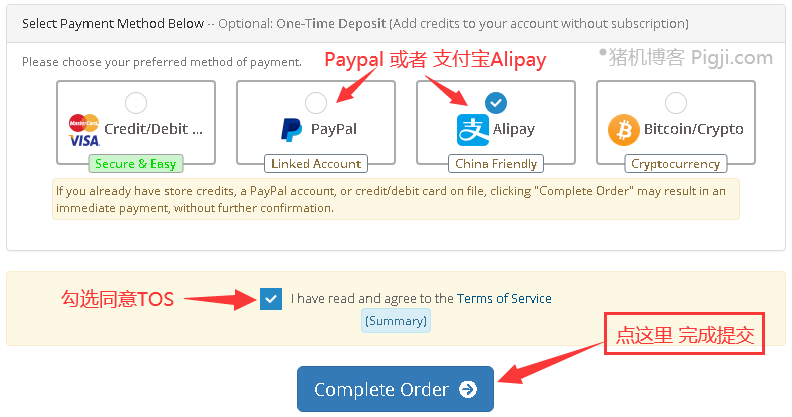 Select Payment Method Below -- Optional: One-Time Deposit (Add credits to your account without subscription)
Please choose your preferred method of payment.
Paypal 或者 支付宝Alipay
猪机博客 Pigji.com
MasterCard
VISA
Credit/Debit ...
PayPal
支
Alipay
Bitcoin/Crypto
Secure & Easy
Linked Account
China Friendly
Cryptocurrency
If you already have store credits, a PayPal account, or credit/debit card on file, clicking "Complete Order" may result in an
immediate payment, without further confirmation.
勾选同意TOS
I have read and agree to the Terms of Service
(Summary)
点这里 完成提交
Complete Order